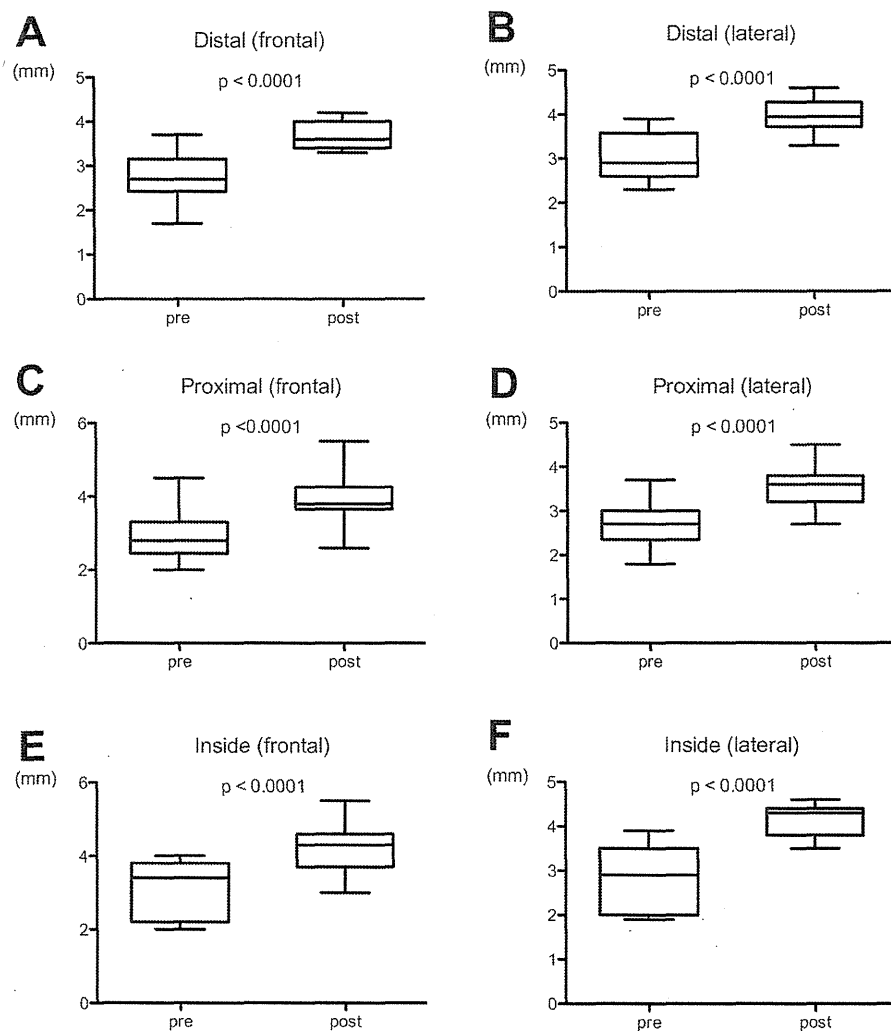 A
Distal (frontal)
(mm)
p < 0.0001
5
4
3
2
1
0
pre
post
B
Distal (lateral)
(mm)
p < 0.0001
5
4
3
2
1
0
pre
post
C
Proximal (frontal)
(mm)
p <0.0001
6
4
2
0
pre
post
D
Proximal (lateral)
(mm)
p < 0.0001
5
4
3
2
1
0
pre
post
E
Inside (frontal)
(mm)
p < 0.0001
6
4
2
0
pre
post
F
Inside (lateral)
(mm)
p < 0.0001
5
4
3
2
1
0
pre
post